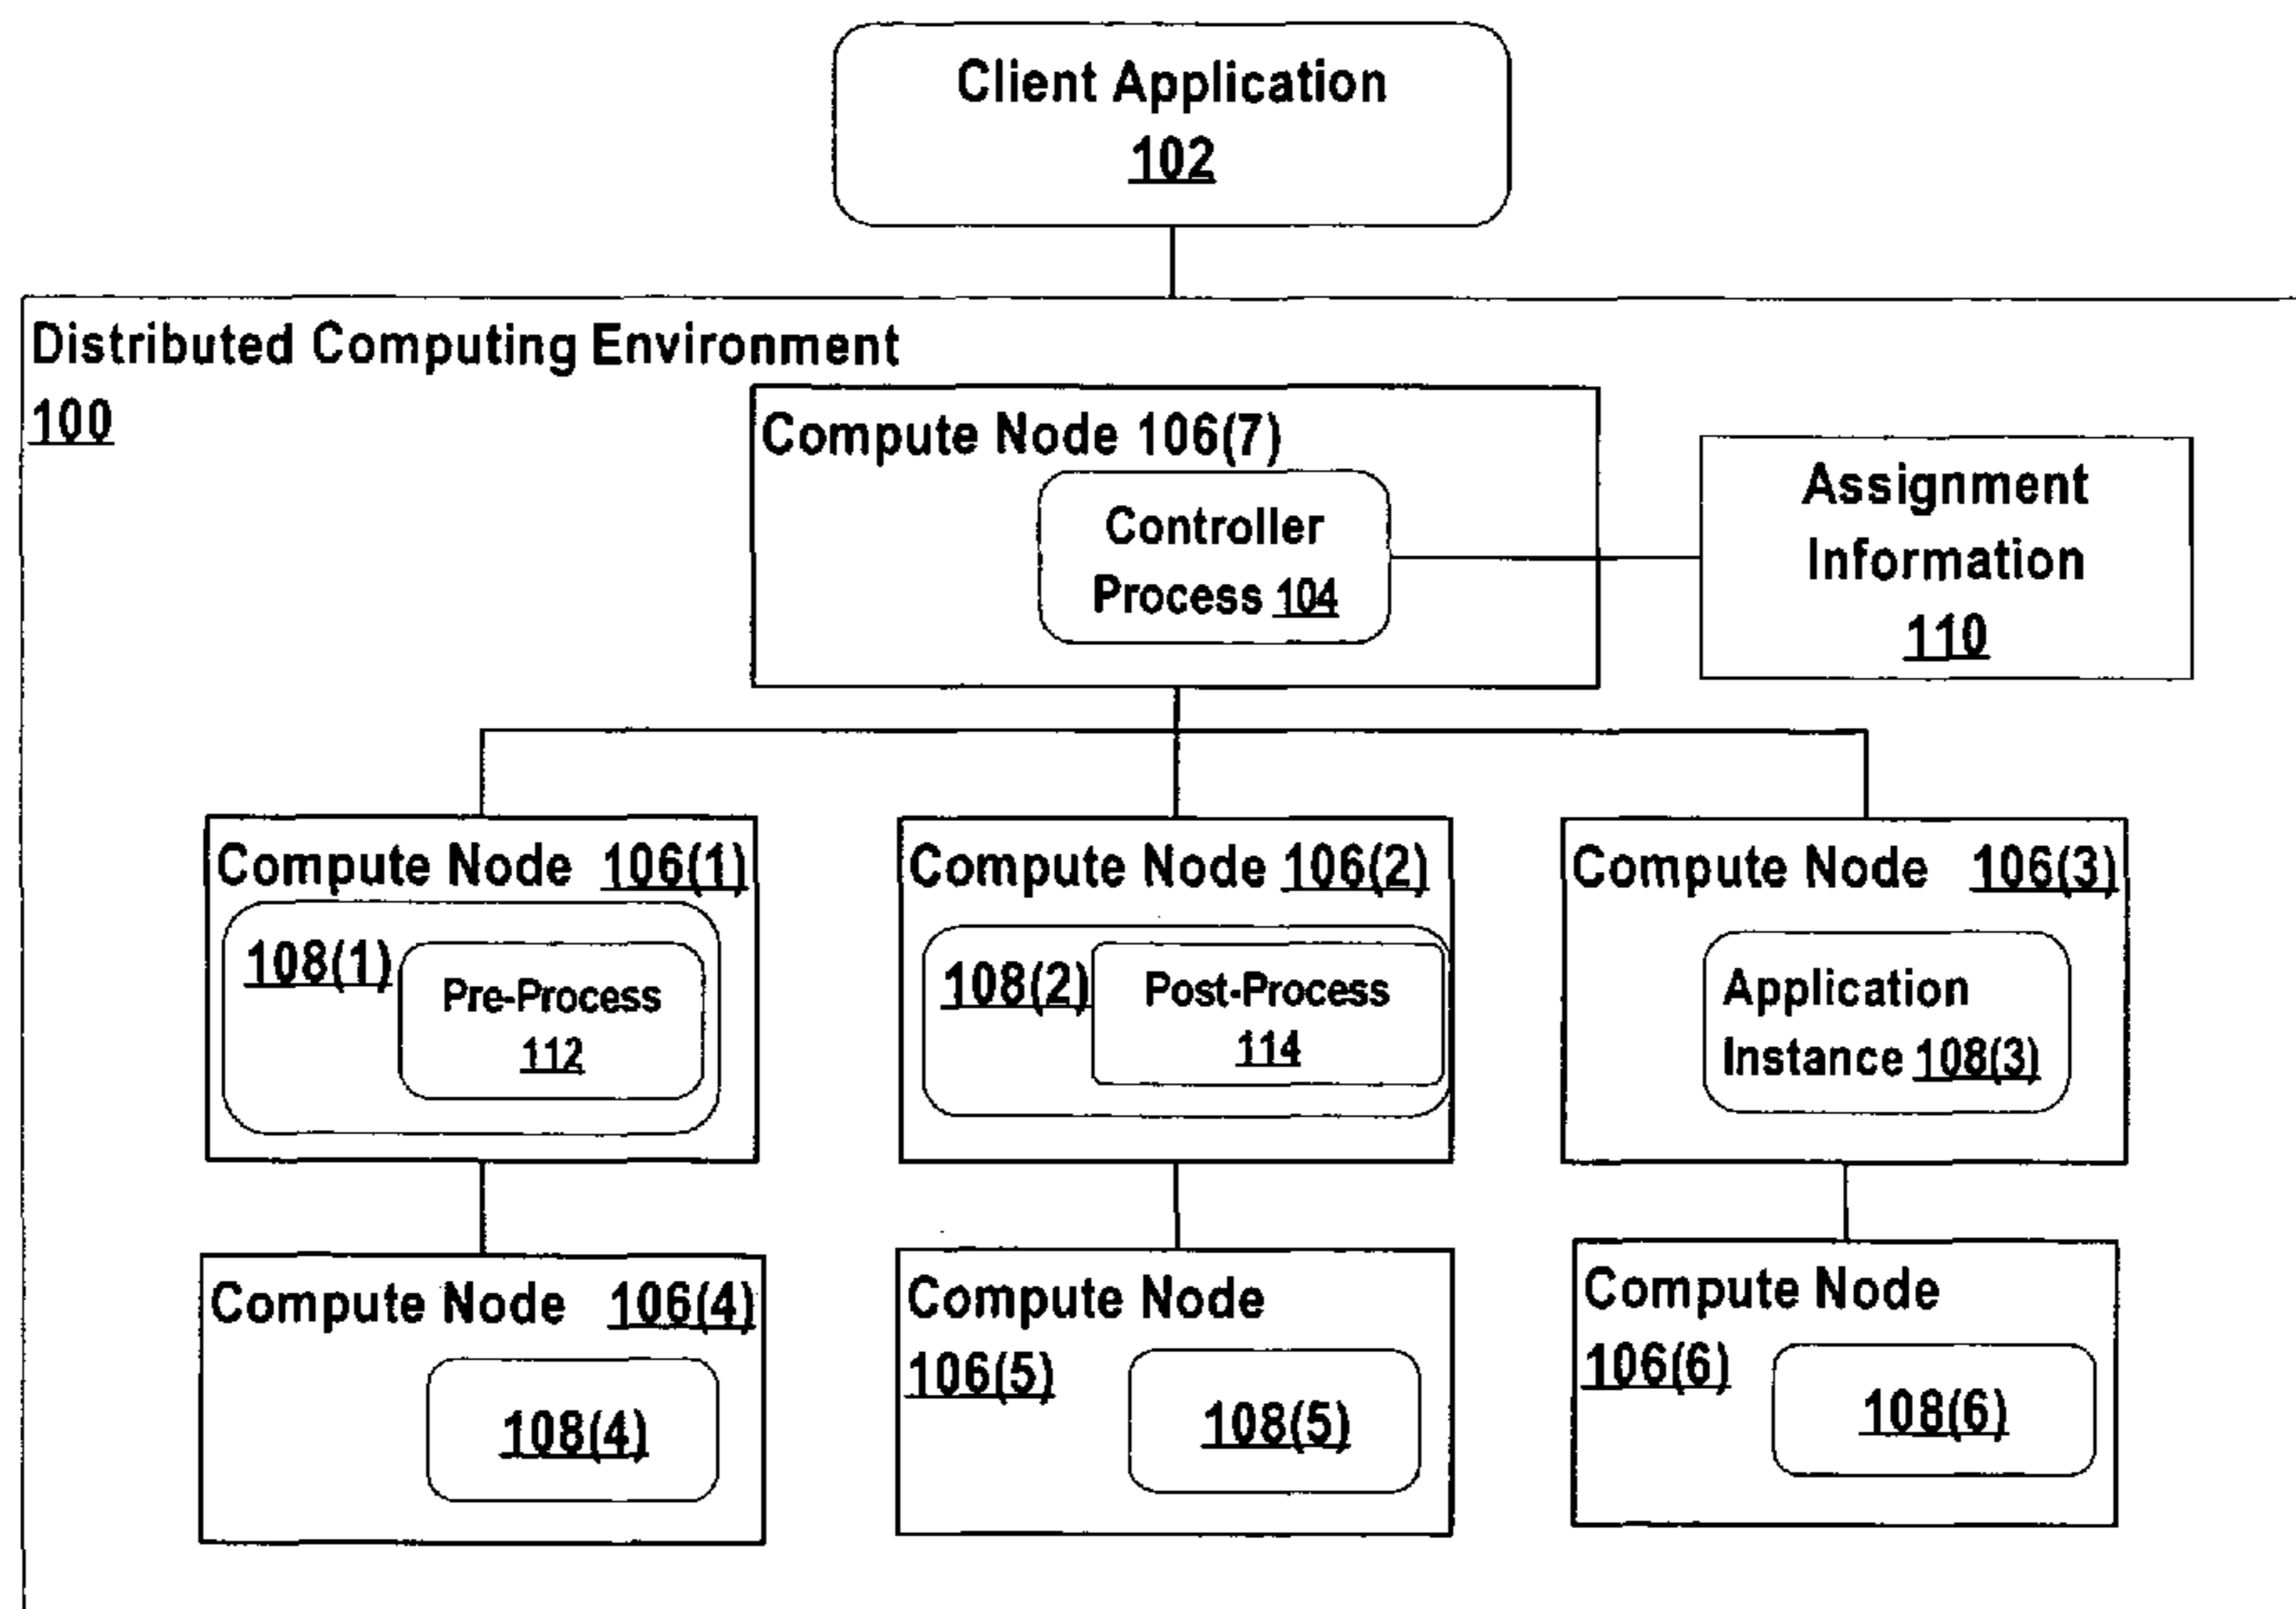 Client Application
102
Distributed Computing Environment
100
Compute Node 106(7)
Controller
Process 104
Assignment
Information
110
Compute Node 106(1)
108(1)
Pre-Process
112
Compute Node 106(2)
108(2)
Post-Process
114
Compute Node 106(3)
Application
Instance 108(3)
Compute Node 106(4)
108(4)
Compute Node
106(5)
108(5)
Compute Node
106(6)
108(6)